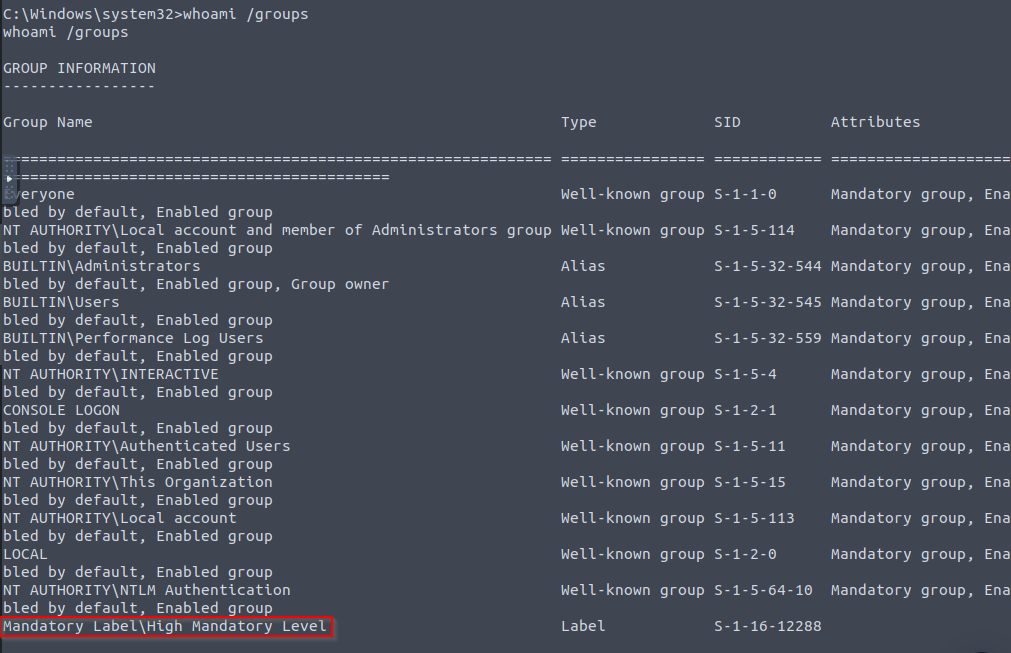 C:\Windows\system32>whoami /groups
whoami /groups
GROUP INFORMATION
-----------------
Group Name Type SID Attributes
============================================================= ================ ============ ====================
===========================================
Everyone Well-known group S-1-1-0 Mandatory group, Ena
bled by default, Enabled group
NT AUTHORITY\Local account and member of Administrators group Well-known group S-1-5-114 Mandatory group, Ena
bled by default, Enabled group
BUILTIN\Administrators Alias S-1-5-32-544 Mandatory group, Ena
bled by default, Enabled group, Group owner
BUILTIN\Users Alias S-1-5-32-545 Mandatory group, Ena
bled by default, Enabled group
BUILTIN\Performance Log Users Alias S-1-5-32-559 Mandatory group, Ena
bled by default, Enabled group
NT AUTHORITY\INTERACTIVE Well-known group S-1-5-4 Mandatory group, Ena
bled by default, Enabled group
CONSOLE LOGON Well-known group S-1-2-1 Mandatory group, Ena
bled by default, Enabled group
NT AUTHORITY\Authenticated Users Well-known group S-1-5-11 Mandatory group, Ena
bled by default, Enabled group
NT AUTHORITY\This Organization Well-known group S-1-5-15 Mandatory group, Ena
bled by default, Enabled group
NT AUTHORITY\Local account Well-known group S-1-5-113 Mandatory group, Ena
bled by default, Enabled group
LOCAL Well-known group S-1-2-0 Mandatory group, Ena
bled by default, Enabled group
NT AUTHORITY\NTLM Authentication Well-known group S-1-5-64-10 Mandatory group, Ena
bled by default, Enabled group
Mandatory Label\High Mandatory Level Label S-1-16-12288